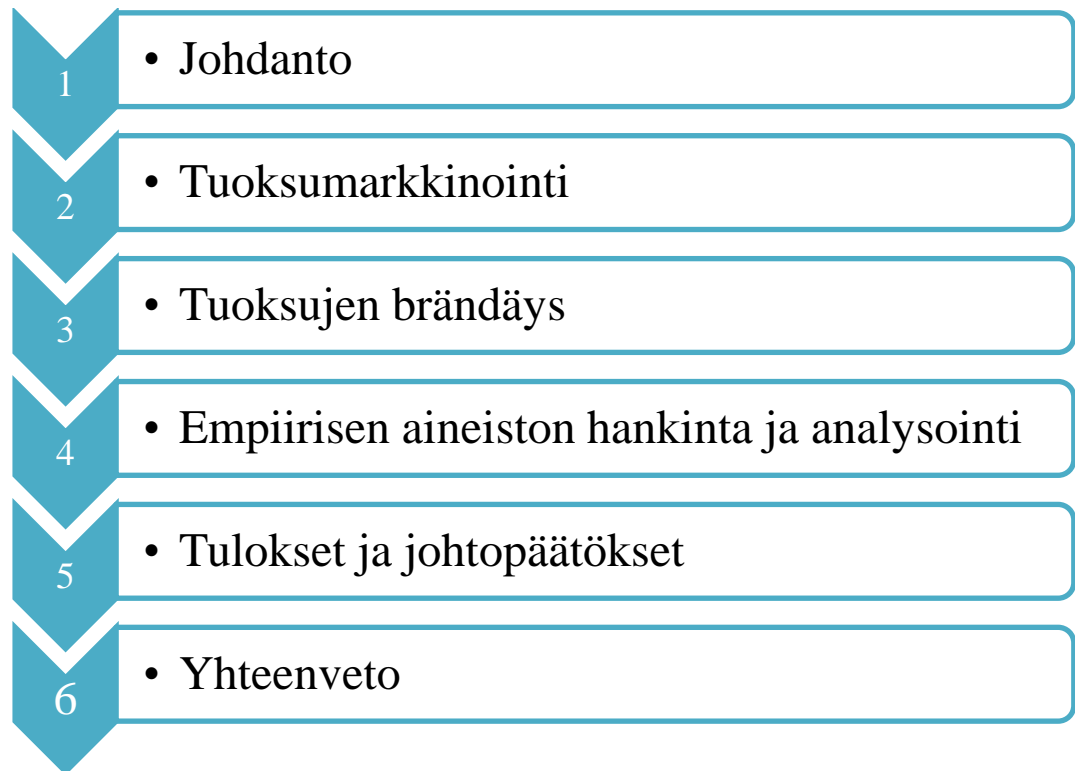 1
• Johdanto
2
• Tuoksumarkkinointi
3
• Tuoksujen brändäys
4
• Empiirisen aineiston hankinta ja analysointi
5
• Tulokset ja johtopäätökset
6
• Yhteenveto